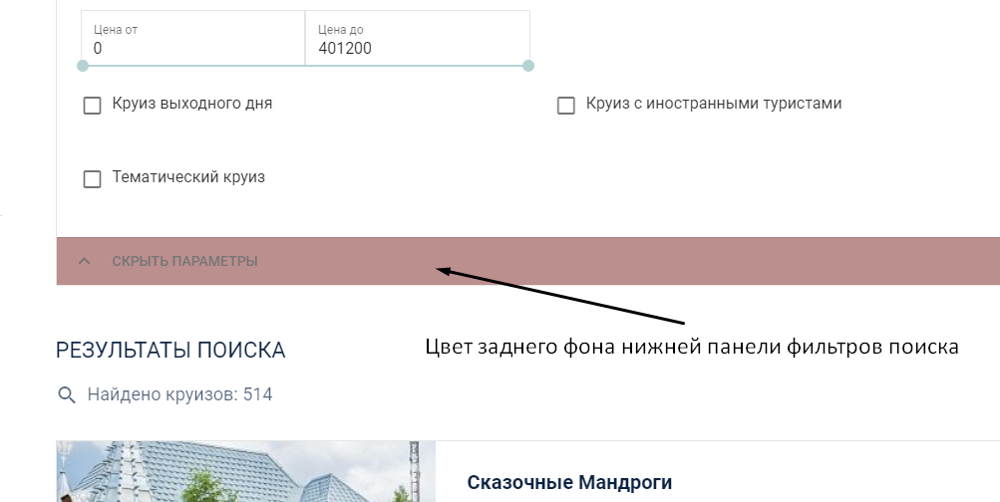 Цена от
Цена до
0
401200
Круиз выходного дня
Круиз с иностранными туристами
Тематический круиз
СКРЫТЬ ПАРАМЕТРЫ
РЕЗУЛЬТАТЫ ПОИСКА
Цвет заднего фона нижней панели фильтров поиска
Найдено круизов: 514
Сказочные Мандроги